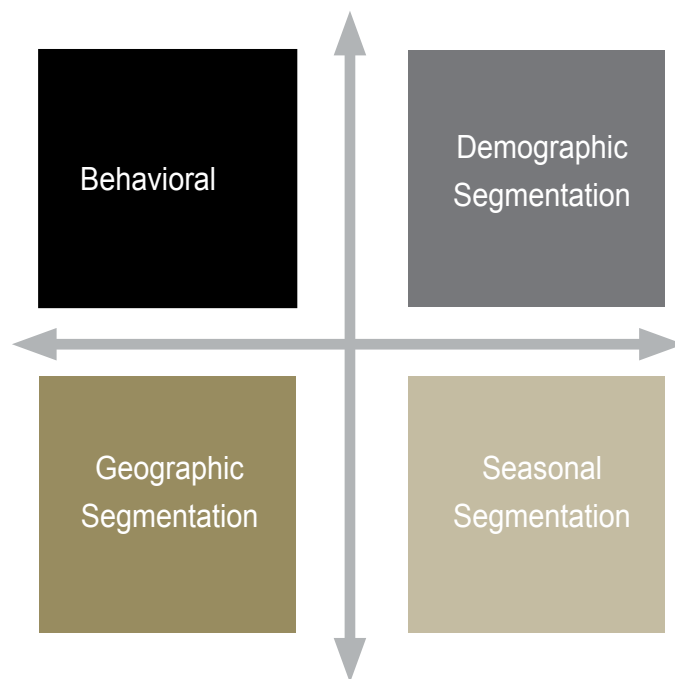 Behavioral
Demographic
Segmentation
Geographic
Segmentation
Seasonal
Segmentation